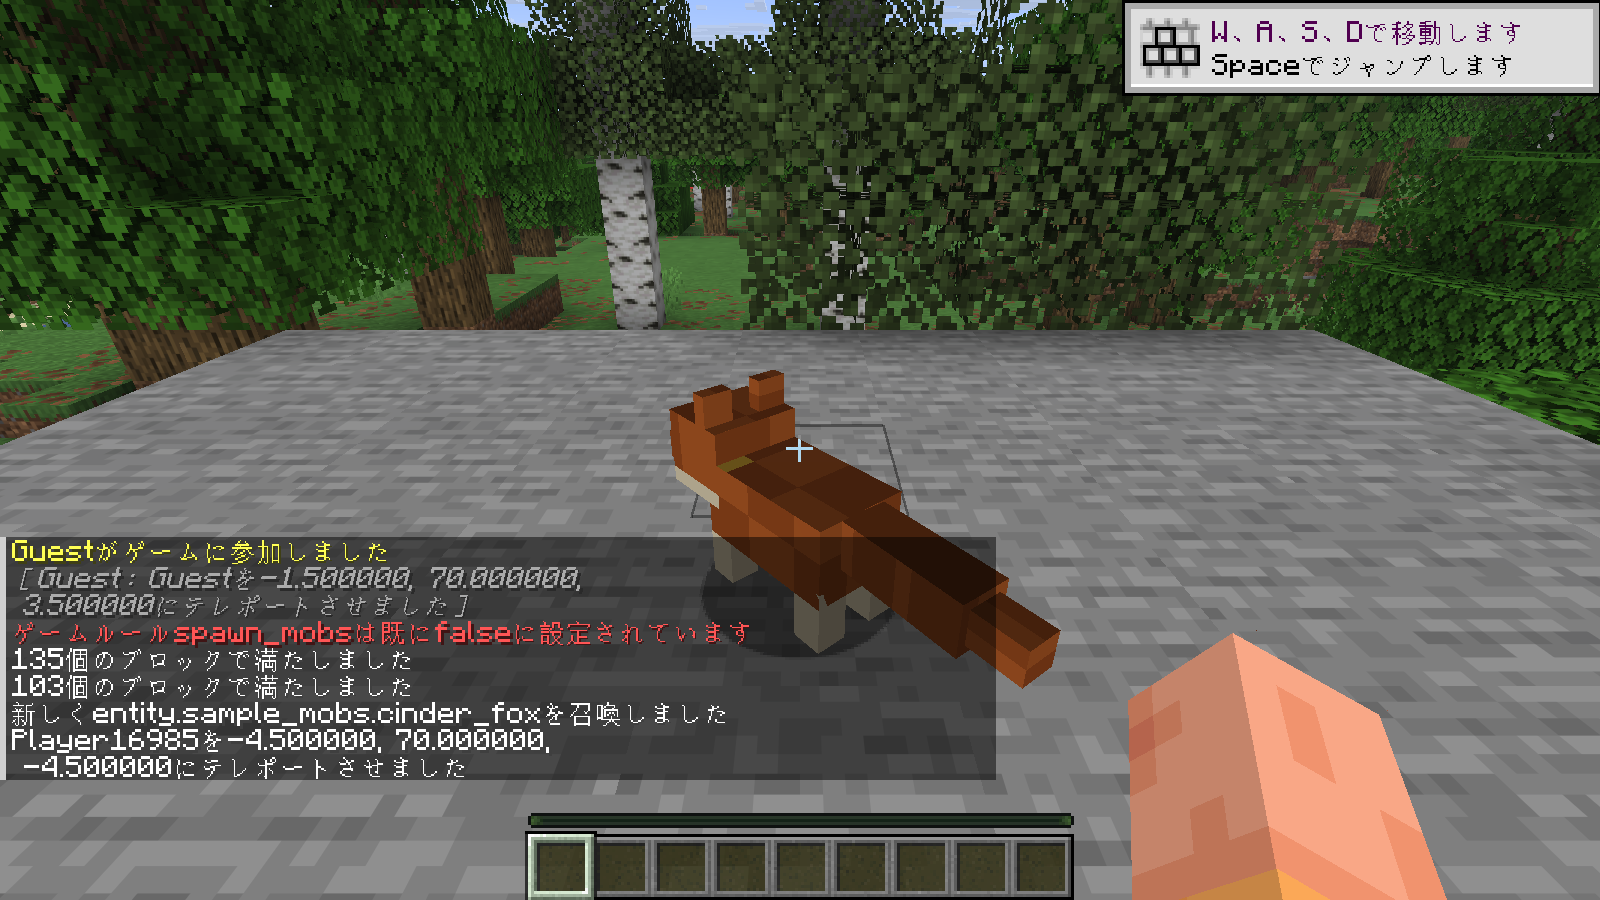 W、A、S、Dで移動します
Spaceでジャンプします
Guestがゲームに参加しました
[Guest: Guestを-1.500000, 70.000000,
3.500000にテレポートさせました]
ゲームルールspawn_mobsは既にfalseに設定されています
135個のブロックで満たしました
103個のブロックで満たしました
新しくentity.sample_mobs.cinder_foxを召喚しました
Player16985を-4.500000, 70.000000,
-4.500000にテレポートさせました